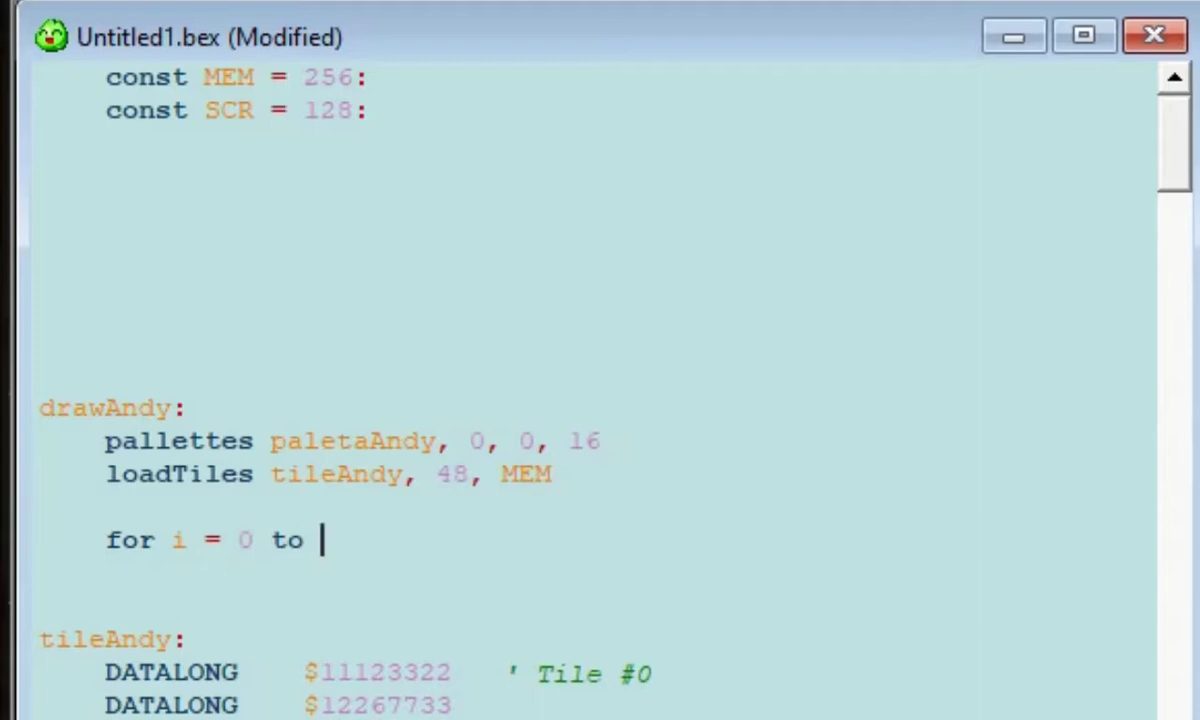 Untitled1.bex (Modified)
const MEM = 256:
const SCR = 128:
drawAndy:
pallettes paletaAndy, 0, 0, 16
loadTiles tileAndy, 48, MEM
for i = 0 to
tileAndy:
DATALONG $11123322 ' Tile #0
DATALONG $12267733